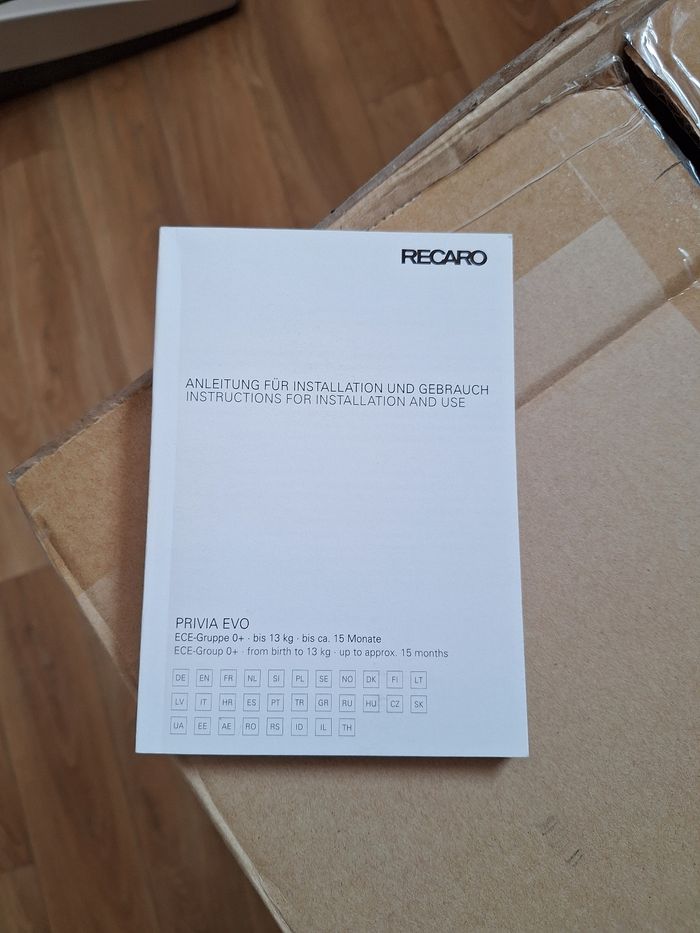 RECARO
ANLEITUNG FÜR INSTALLATION UND GEBRAUCH
INSTRUCTIONS FOR INSTALLATION AND USE
PRIVIA EVO
ECE-Gruppe 0+ · bis 13 kg · bis ca. 15 Monate
ECE-Group 0+ · from birth to 13 kg · up to approx. 15 months
DE EN FR NL SI PL SE NO DK FI LT
LV IT HR ES PT TR GR RU HU CZ SK
UA EE AE RO RS ID IL TH